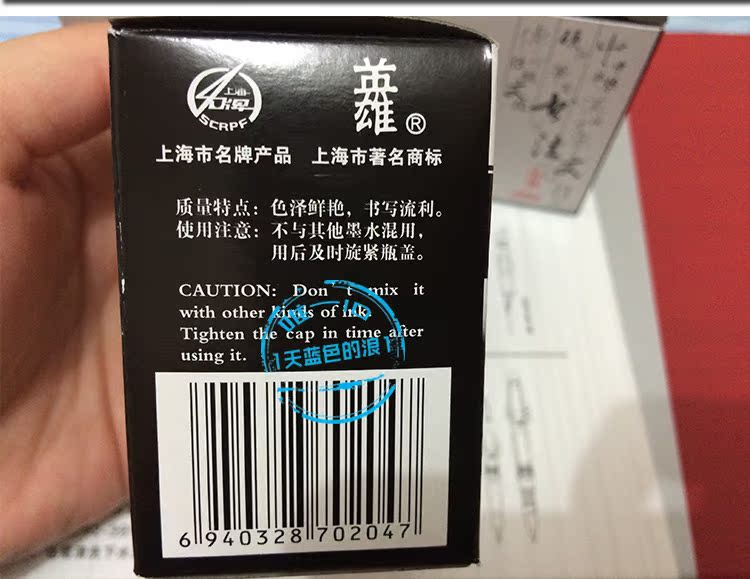 上海
名牌
SCRPF
英雄®
上海市名牌产品 上海市著名商标
质量特点：色泽鲜艳，书写流利。
使用注意：不与其他墨水混用，
用后及时旋紧瓶盖。
CAUTION: Don't mix it
with other kinds of ink.
Tighten the cap in time after
using it.
1天蓝色的浪1
6 940328 702047